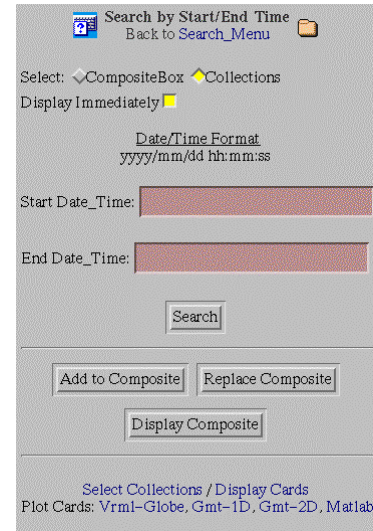 Search by Start/End Time
Back to Search_Menu
Select: CompositeBox Collections
Display Immediately
Date/Time Format
yyyy/mm/dd hh:mm:ss
Start Date_Time:
End Date_Time:
Search
Add to Composite Replace Composite
Display Composite
Select Collections / Display Cards
Plot Cards: Vrml-Globe, Gmt-1D, Gmt-2D, Matlab